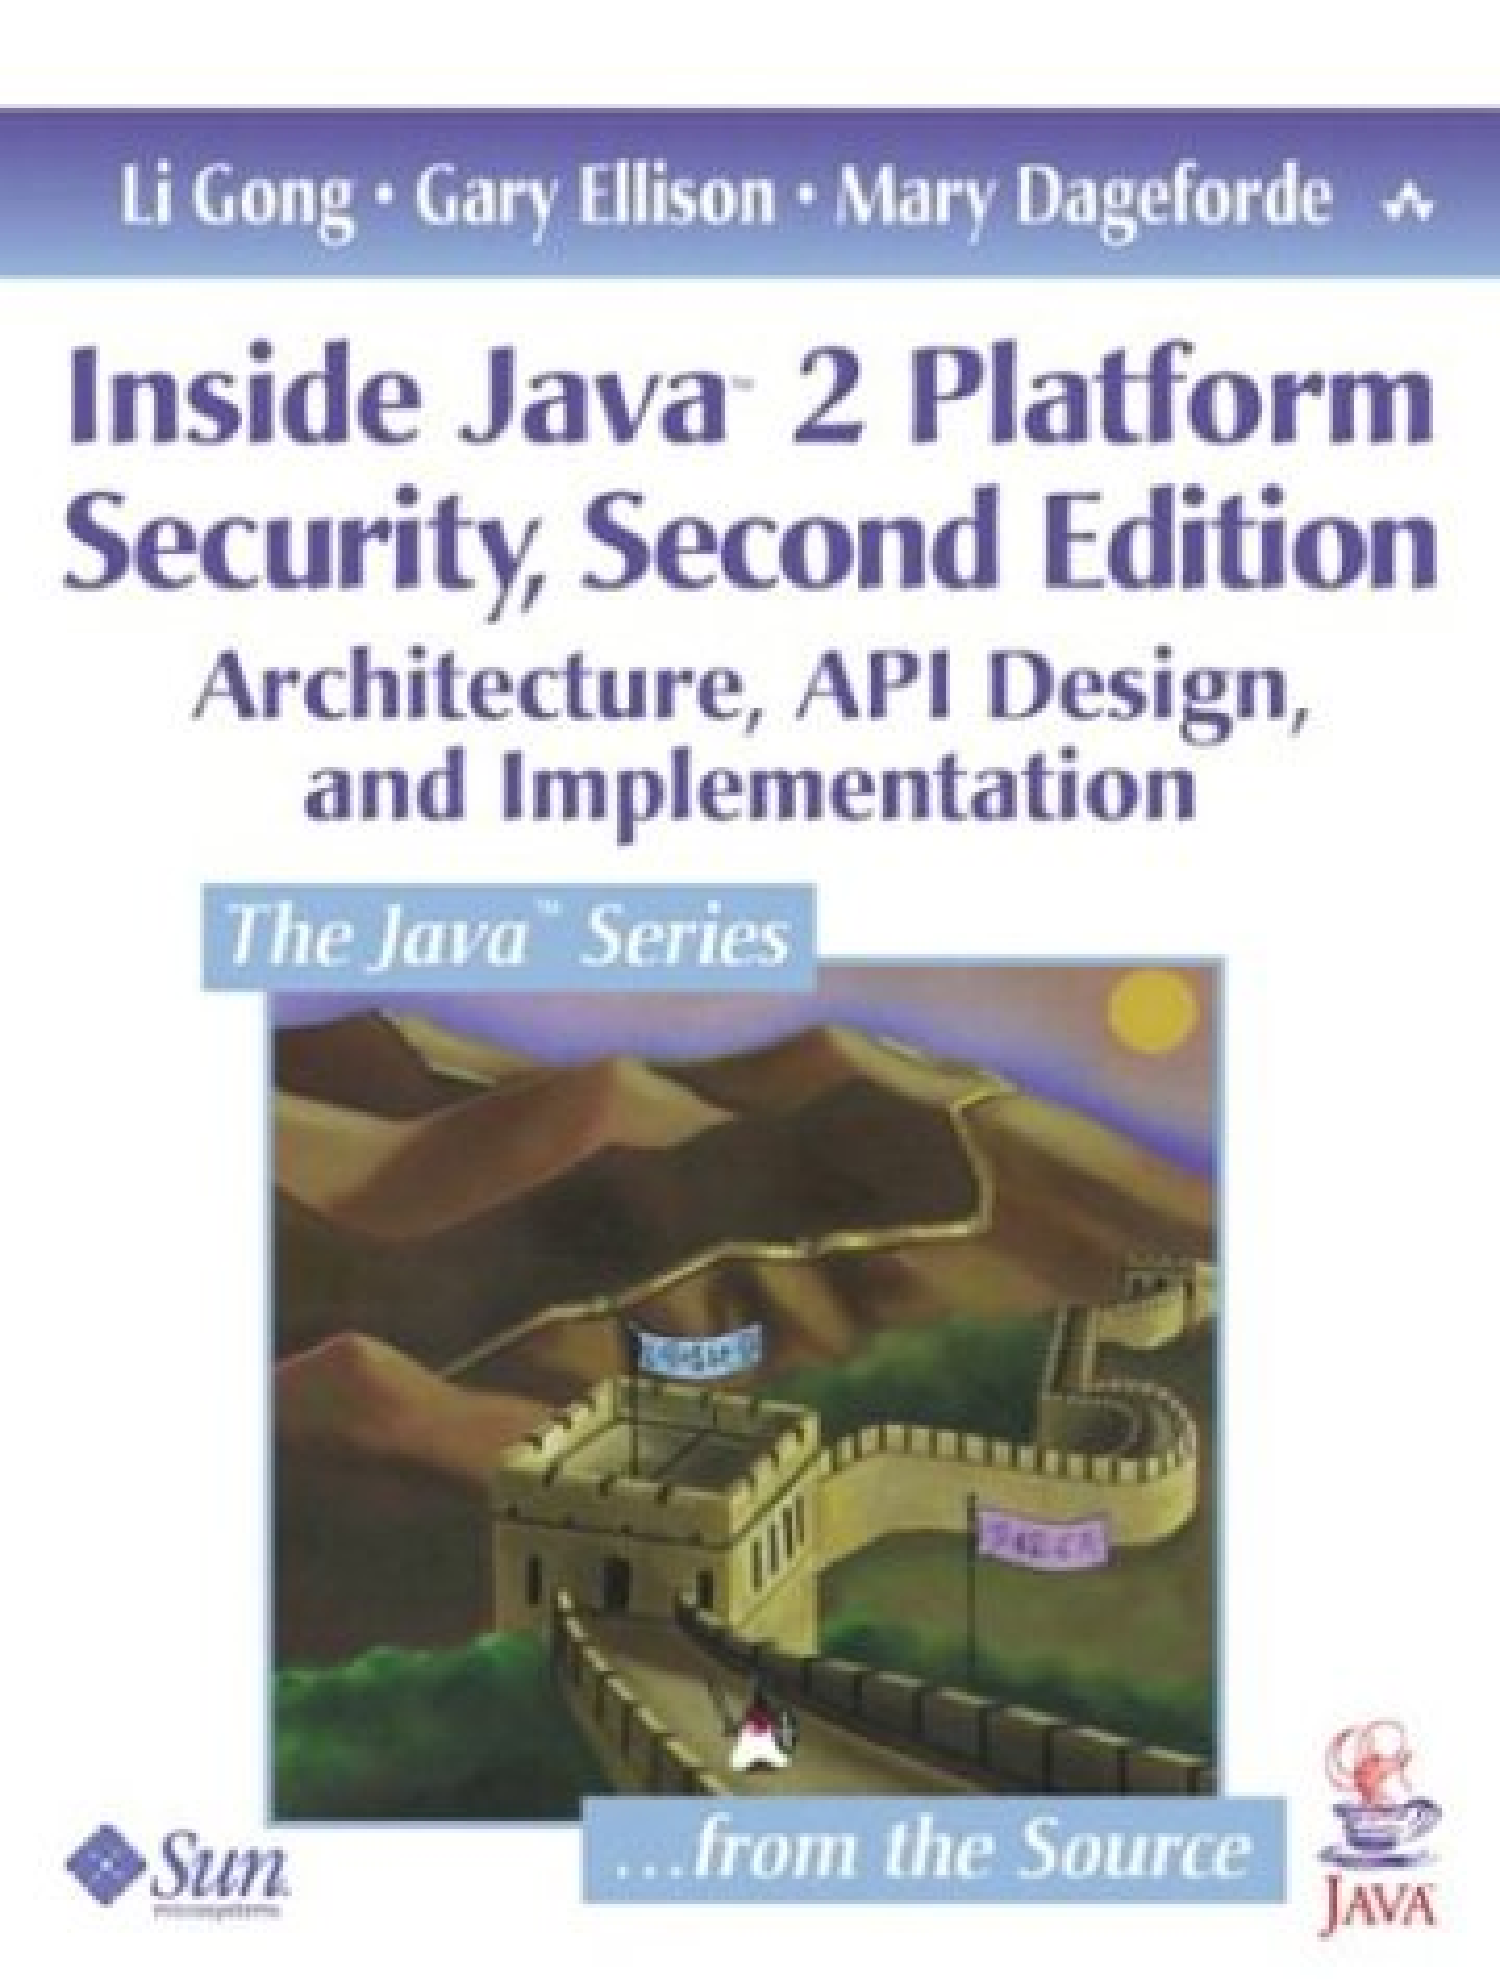 Li Gong • Gary Ellison • Mary Dageforde
Inside Java™ 2 Platform
Security, Second Edition
Architecture, API Design,
and Implementation
The Java™ Series
...from the Source
Sun
microsystems
JAVA